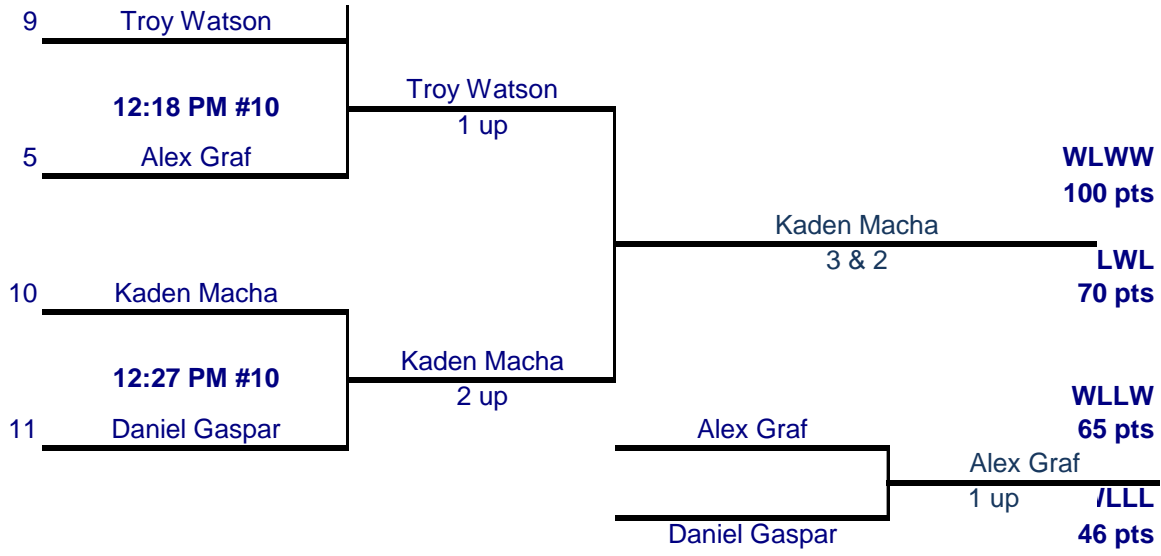 9 Troy Watson
Troy Watson
12:18 PM #10
1 up
5 Alex Graf
WLWW
100 pts
Kaden Macha
3 & 2
LWL
10 Kaden Macha
70 pts
Kaden Macha
12:27 PM #10
2 up
WLLW
11 Daniel Gaspar
Alex Graf
65 pts
Alex Graf
1 up
LLL
Daniel Gaspar
46 pts